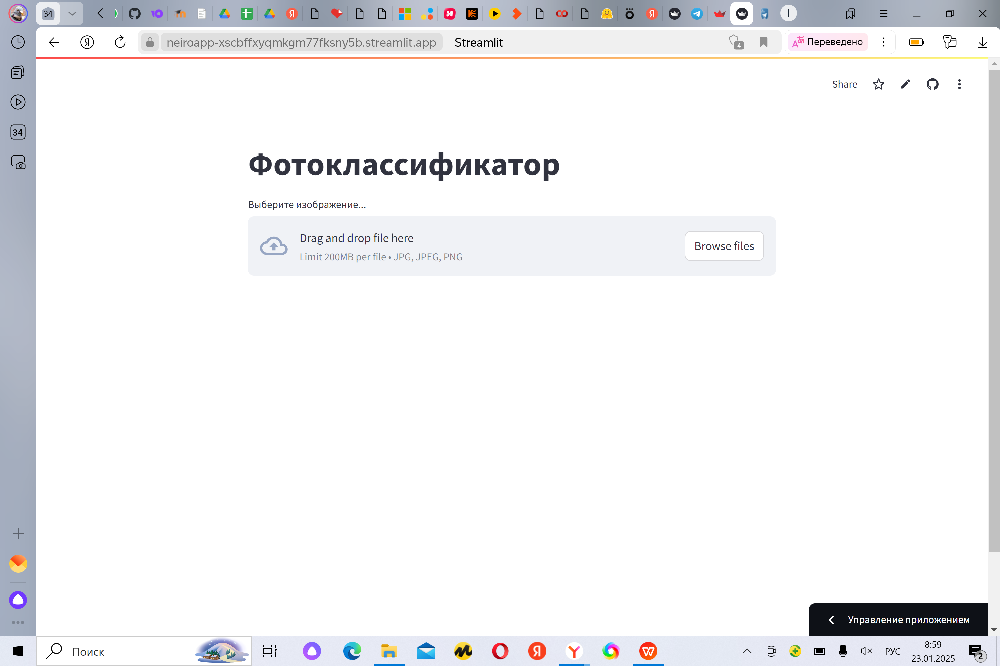 34
neiroapp-xscbffxyqmkgm77fksny5b.streamlit.app Streamlit
4
Переведено
34
Share
Фотоклассификатор
Выберите изображение...
Drag and drop file here
Limit 200MB per file • JPG, JPEG, PNG
Browse files
Управление приложением
Поиск
РУС
8:59
23.01.2025
2